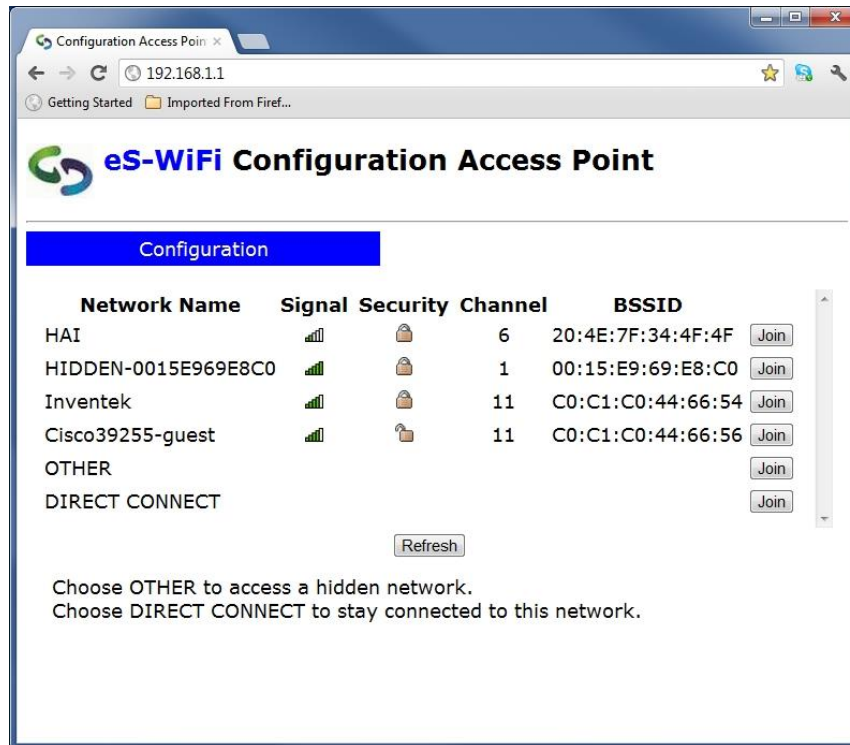 Configuration Access Poin
192.168.1.1
Getting Started Imported From Firef...
eS-WiFi Configuration Access Point
Configuration
Network Name Signal Security Channel BSSID
HAI 6 20:4E:7F:34:4F:4F Join
HIDDEN-0015E969E8C0 1 00:15:E9:69:E8:C0 Join
Inventek 11 C0:C1:C0:44:66:54 Join
Cisco39255-guest 11 C0:C1:C0:44:66:56 Join
OTHER Join
DIRECT CONNECT Join
Refresh
Choose OTHER to access a hidden network.
Choose DIRECT CONNECT to stay connected to this network.